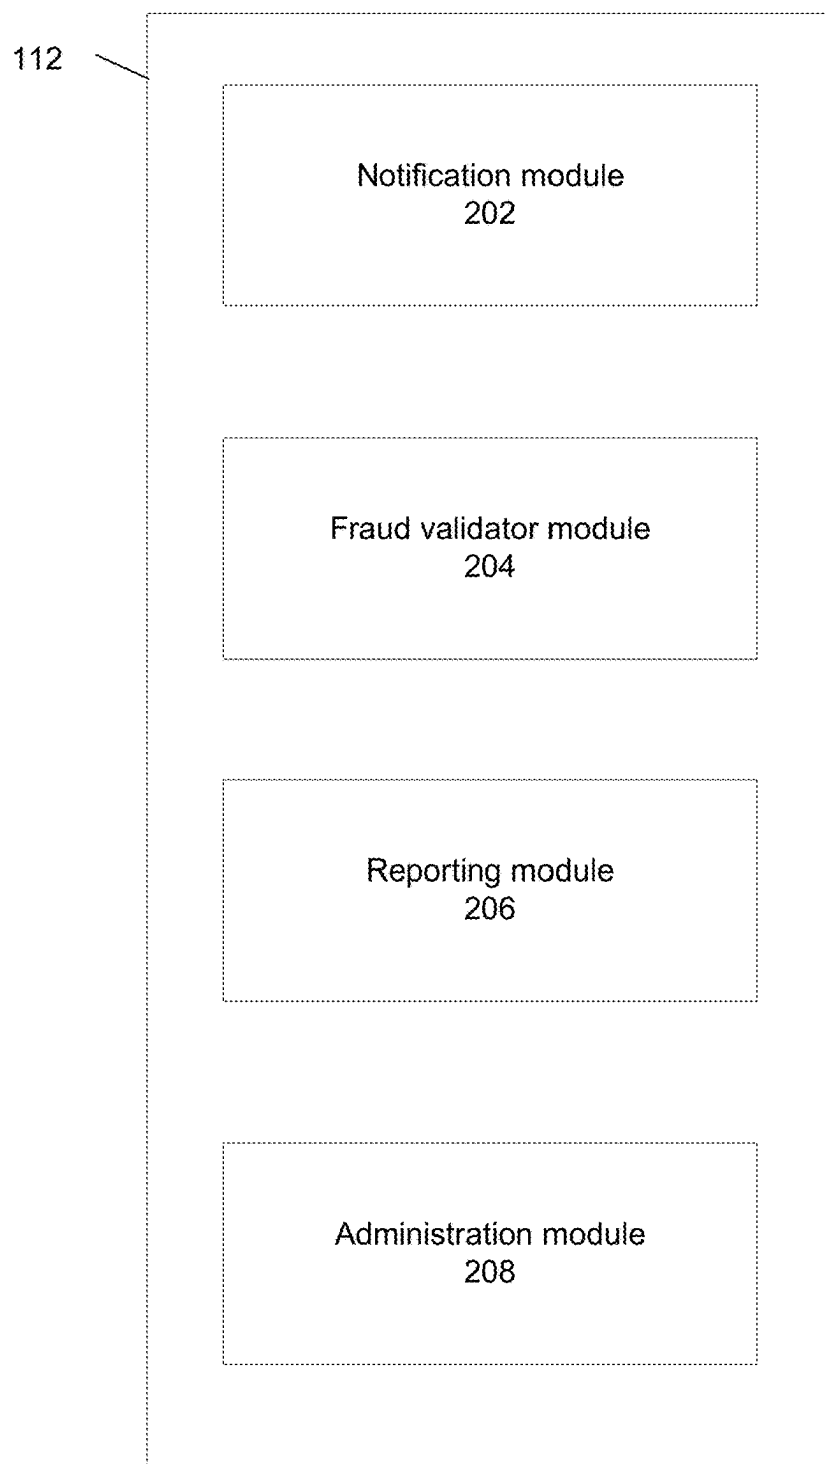 112
Notification module
202
Fraud validator module
204
Reporting module
206
Administration module
208